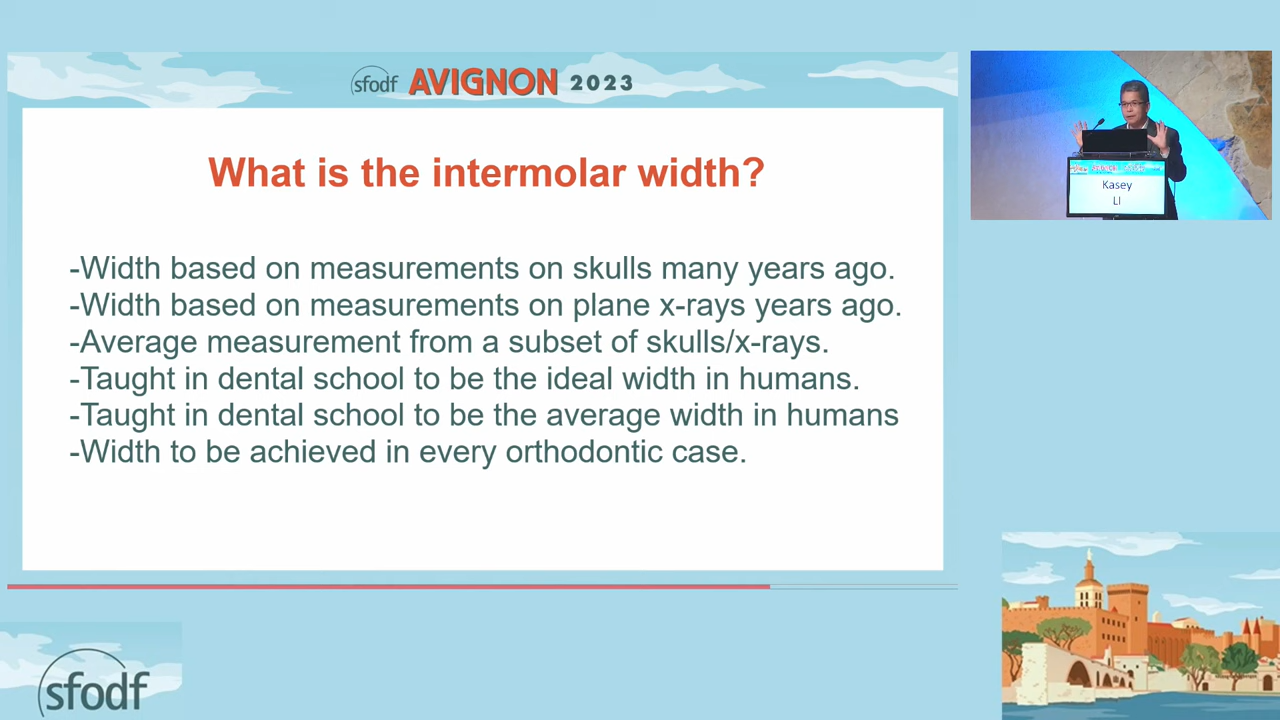 sfodf AVIGNON 2023
What is the intermolar width?
-Width based on measurements on skulls many years ago.
-Width based on measurements on plane x-rays years ago.
-Average measurement from a subset of skulls/x-rays.
-Taught in dental school to be the ideal width in humans.
-Taught in dental school to be the average width in humans
-Width to be achieved in every orthodontic case.
Kasey
LI
sfodf